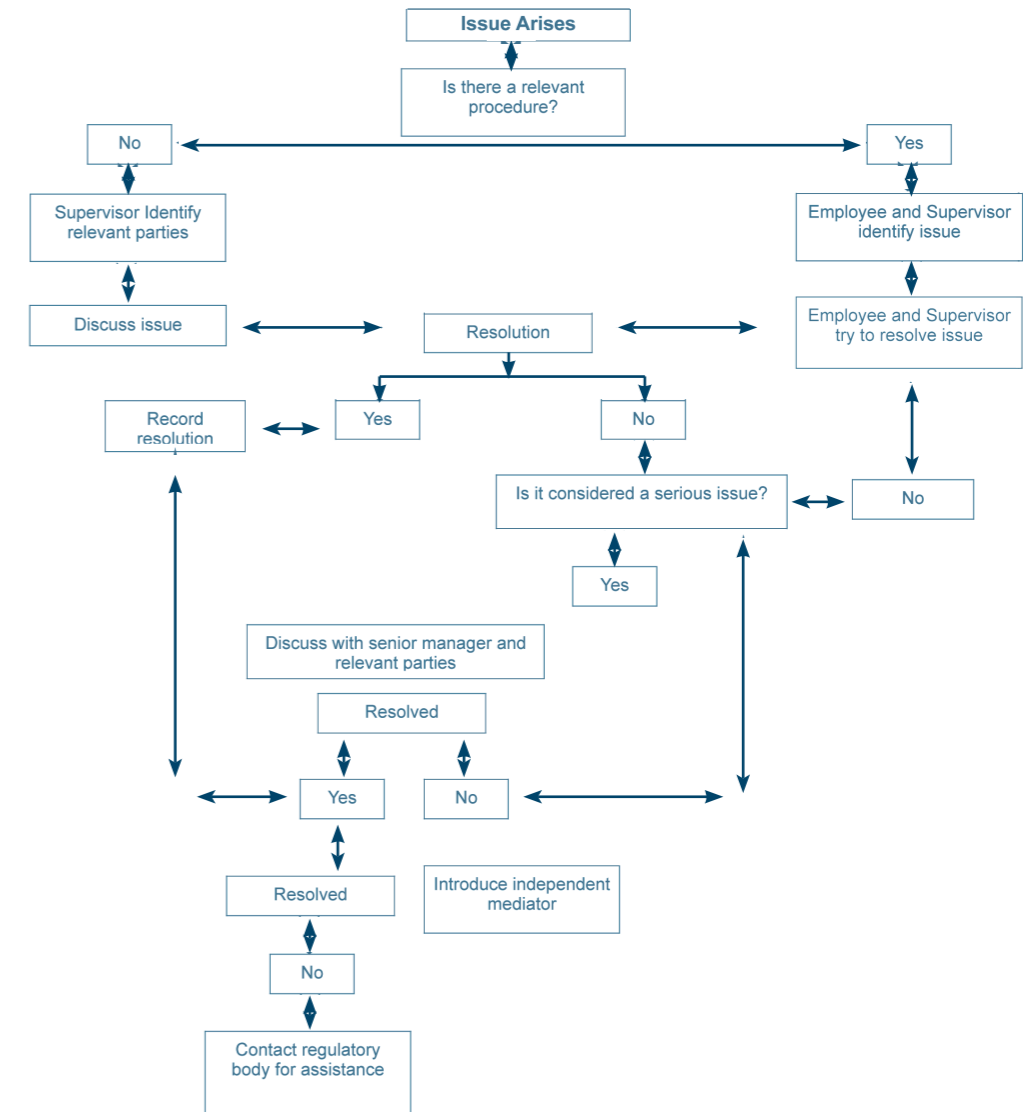 Issue Arises
Is there a relevant
procedure?
No
Yes
Supervisor Identify
relevant parties
Employee and Supervisor
identify issue
Discuss issue
Resolution
Employee and Supervisor
try to resolve issue
Record
resolution
Yes
No
Is it considered a serious issue?
No
Yes
Discuss with senior manager and
relevant parties
Resolved
Yes
No
Resolved
Introduce independent
mediator
No
Contact regulatory
body for assistance